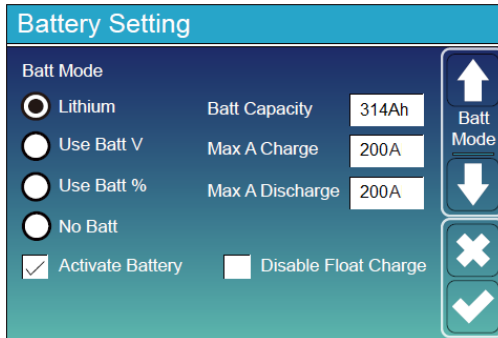 Battery Setting
Batt Mode
Lithium
Batt Capacity 314Ah
Batt
Mode
Use Batt V
Max A Charge 200A
Use Batt %
Max A Discharge 200A
No Batt
Activate Battery
Disable Float Charge